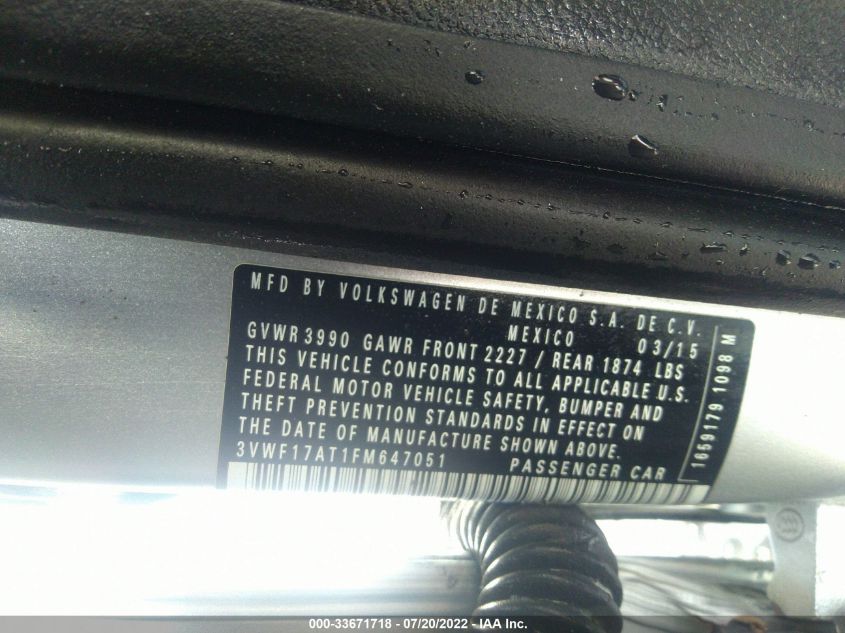 MFD BY VOLKSWAGEN DE MEXICO S.A. DE C.V.
MEXICO 03/15
GVWR 3990 GAWR FRONT 2227 / REAR 1874 LBS
THIS VEHICLE CONFORMS TO ALL APPLICABLE U.S.
FEDERAL MOTOR VEHICLE SAFETY, BUMPER AND
THEFT PREVENTION STANDARDS IN EFFECT ON
THE DATE OF MANUFACTURE SHOWN ABOVE.
3VWF17AT1FM647051 PASSENGER CAR
1659179 1098 M
000-33671718 / 07/20/2022 - IAA Inc.